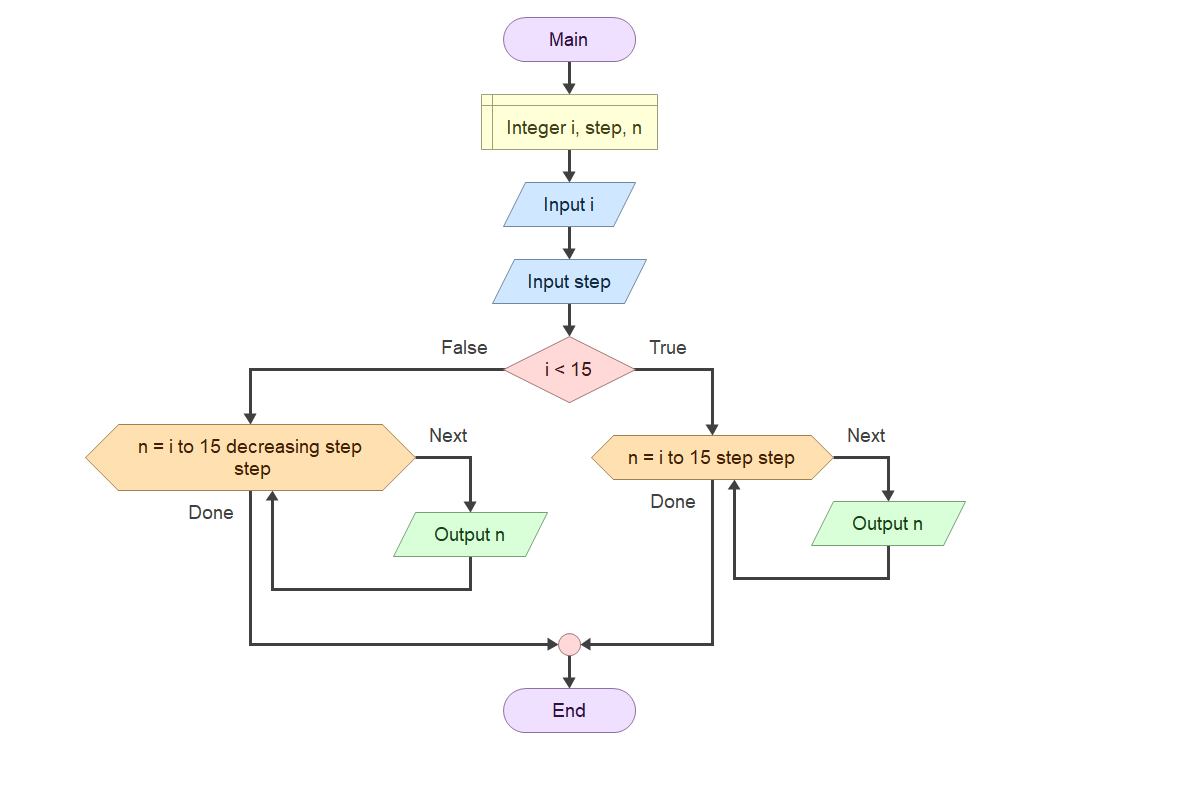 Main
Integer i, step, n
Input i
Input step
False
True
i < 15
n = i to 15 decreasing step
step
Next
Done
Output n
n = i to 15 step step
Next
Done
Output n
End